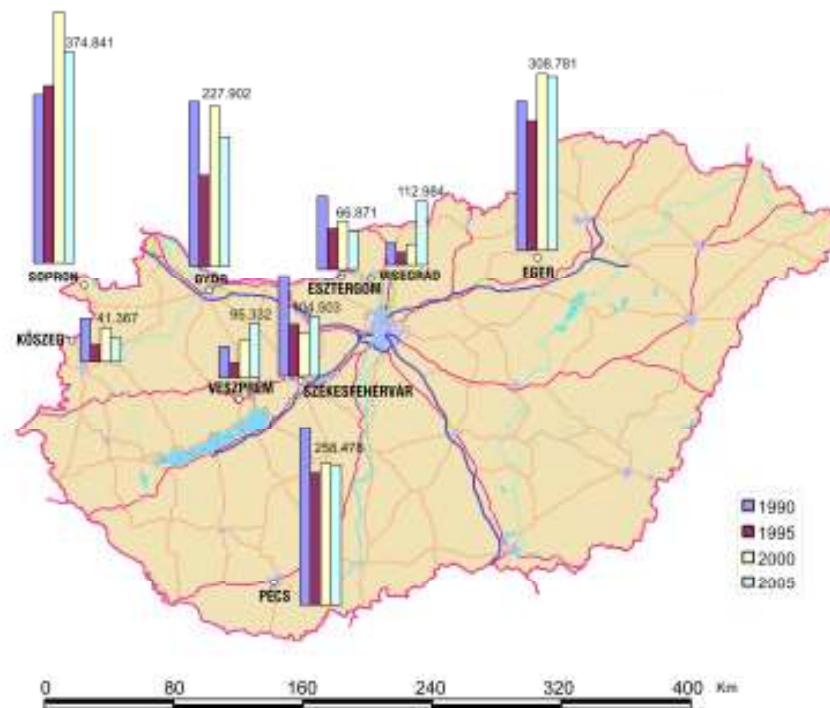 374.841
227.902
308.781
66.871
112.984
SOPRON
GYŐR
ESZTERGOM
VISEGRÁD
EGER
KŐSZEG
41.367
95.332
104.903
VESZPRÉM
SZÉKESFEHÉRVÁR
258.478
PÉCS
1990
1995
2000
2005
0 80 160 240 320 400 Km